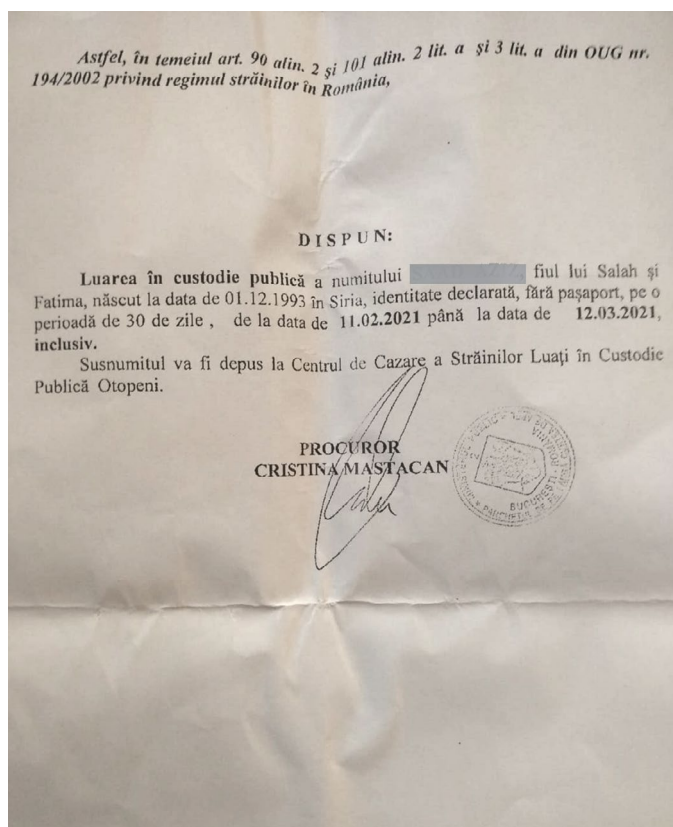 Astfel, în temeiul art. 90 alin. 2 și 101 alin. 2 lit. a și 3 lit. a din OUG nr.
194/2002 privind regimul străinilor în România,
DISPUN:
Luarea în custodie publică a numitului fiul lui Salah și
Fatima, născut la data de 01.12.1993 în Siria, identitate declarată, fără pașaport, pe o
perioadă de 30 de zile , de la data de 11.02.2021 până la data de 12.03.2021,
inclusiv.
Susnumitul va fi depus la Centrul de Cazare a Străinilor Luați în Custodie
Publică Otopeni.
PROCUROR
CRISTINA MASTACAN
ROMÂNIA
BUCUREȘTI